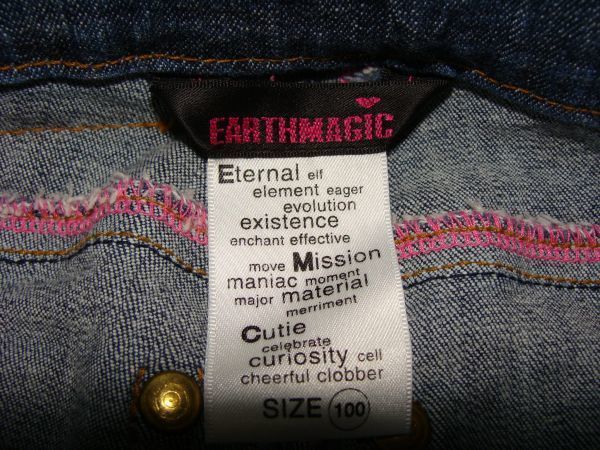 EARTHMAGIC
Eternal elf
element eager
evolution
existence
enchant effective
move Mission
maniac moment
major material
merriment
Cutie
celebrate
curiosity cell
cheerful clobber
SIZE 100